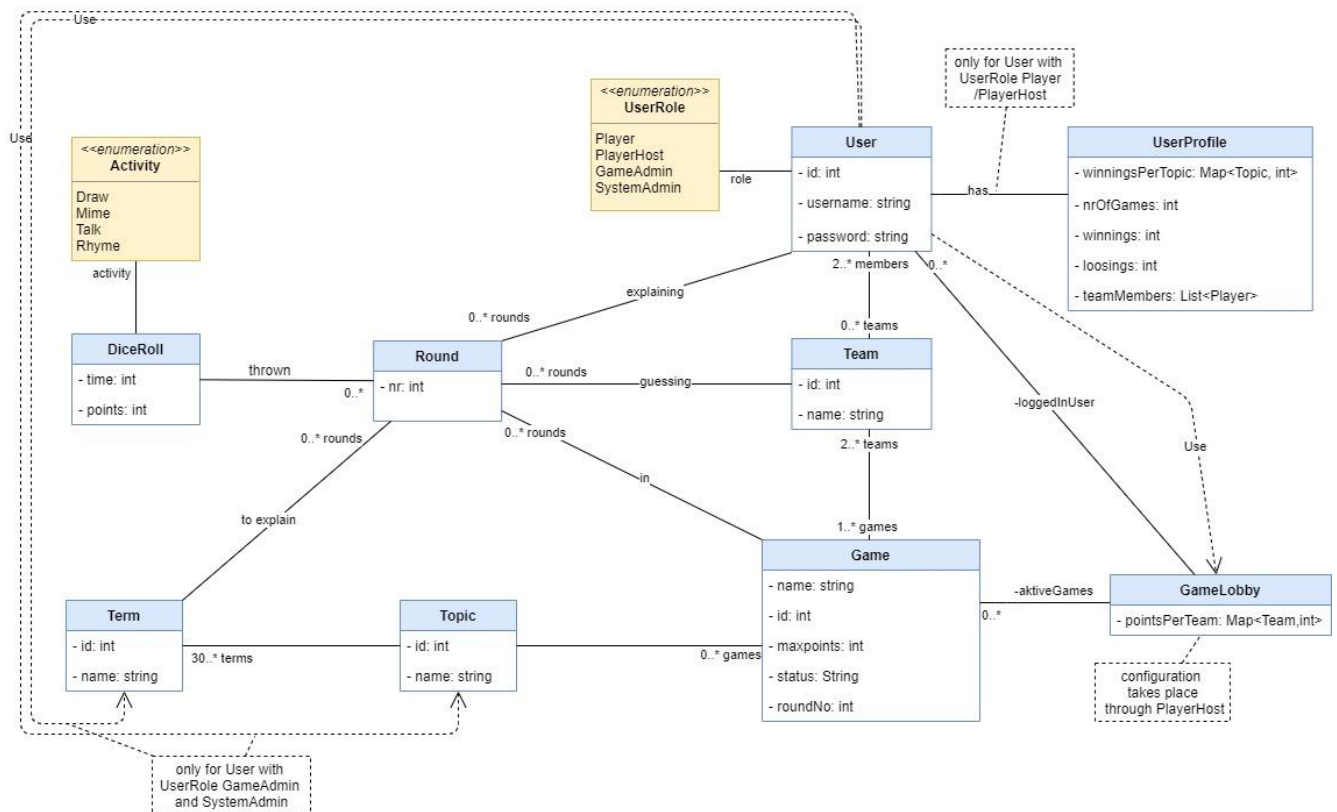 Use
Use
only for User with
UserRole Player
/PlayerHost
<<enumeration>>
UserRole
Player
PlayerHost
GameAdmin
SystemAdmin
role
User
- id: int
- username: string
- password: string
has
UserProfile
- winningsPerTopic: Map<Topic, int>
- nrOfGames: int
- winnings: int
- loosings: int
- teamMembers: List<Player>
<<enumeration>>
Activity
Draw
Mime
Talk
Rhyme
activity
2..* members
0..*
explaining
0..* rounds
0..* teams
DiceRoll
- time: int
- points: int
thrown
0..*
Round
- nr: int
0..* rounds
guessing
Team
- id: int
- name: string
-loggedInUser
0..* rounds
0..* rounds
2..* teams
Use
in
to explain
1..* games
Game
- name: string
- id: int
- maxpoints: int
- status: String
- roundNo: int
-aktiveGames
0..*
GameLobby
- pointsPerTeam: Map<Team,int>
Term
- id: int
- name: string
30..* terms
Topic
- id: int
- name: string
0..* games
configuration
takes place
through PlayerHost
only for User with
UserRole GameAdmin
and SystemAdmin